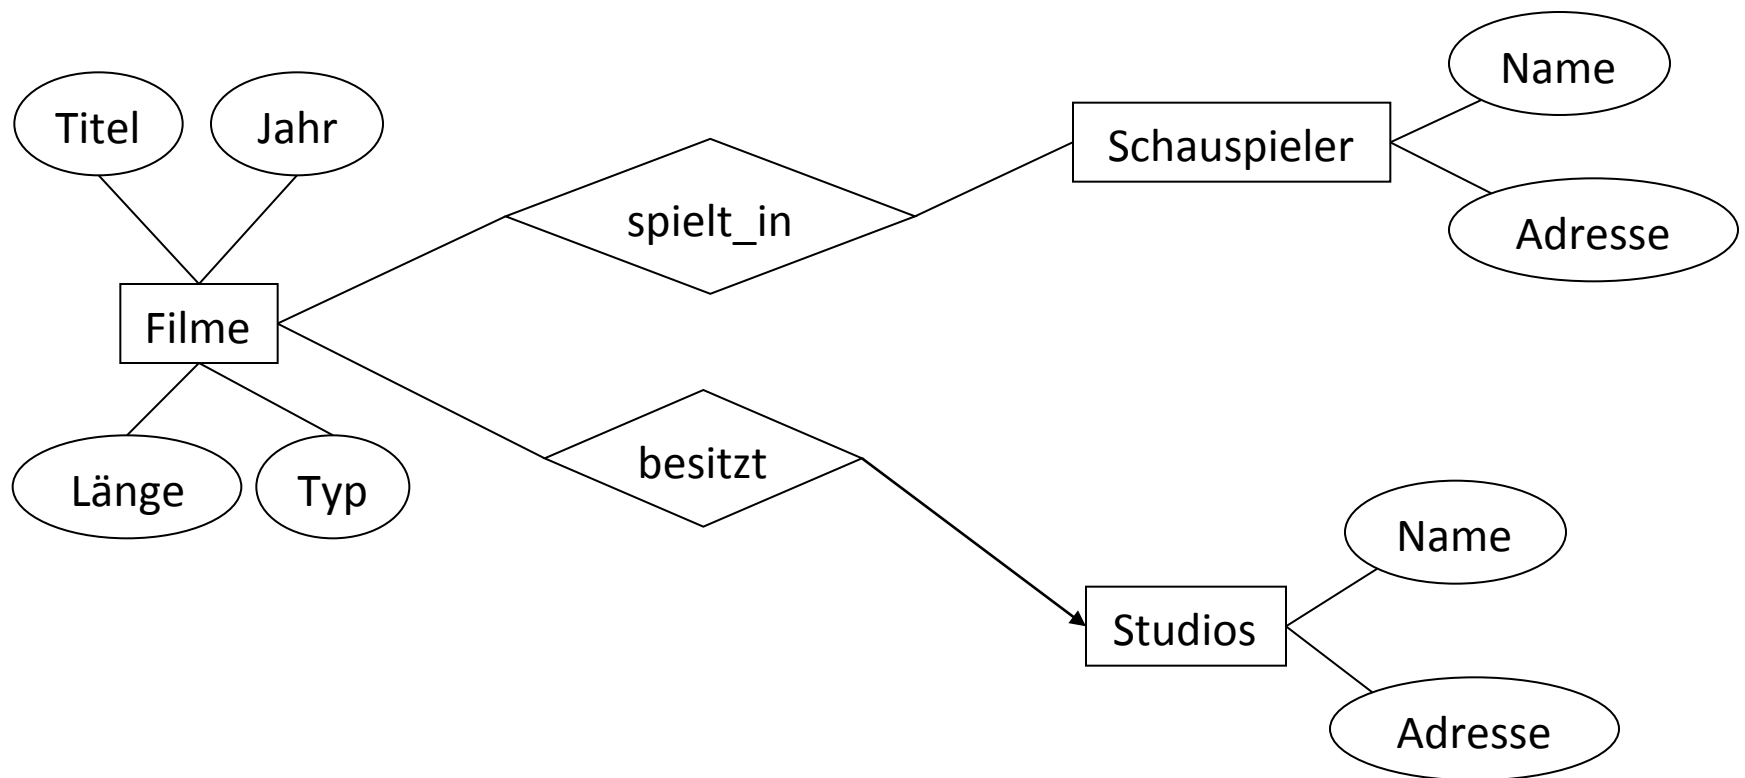 Titel
Jahr
Filme
Länge
Typ
spielt_in
besitzt
Schauspieler
Name
Adresse
Studios
Name
Adresse